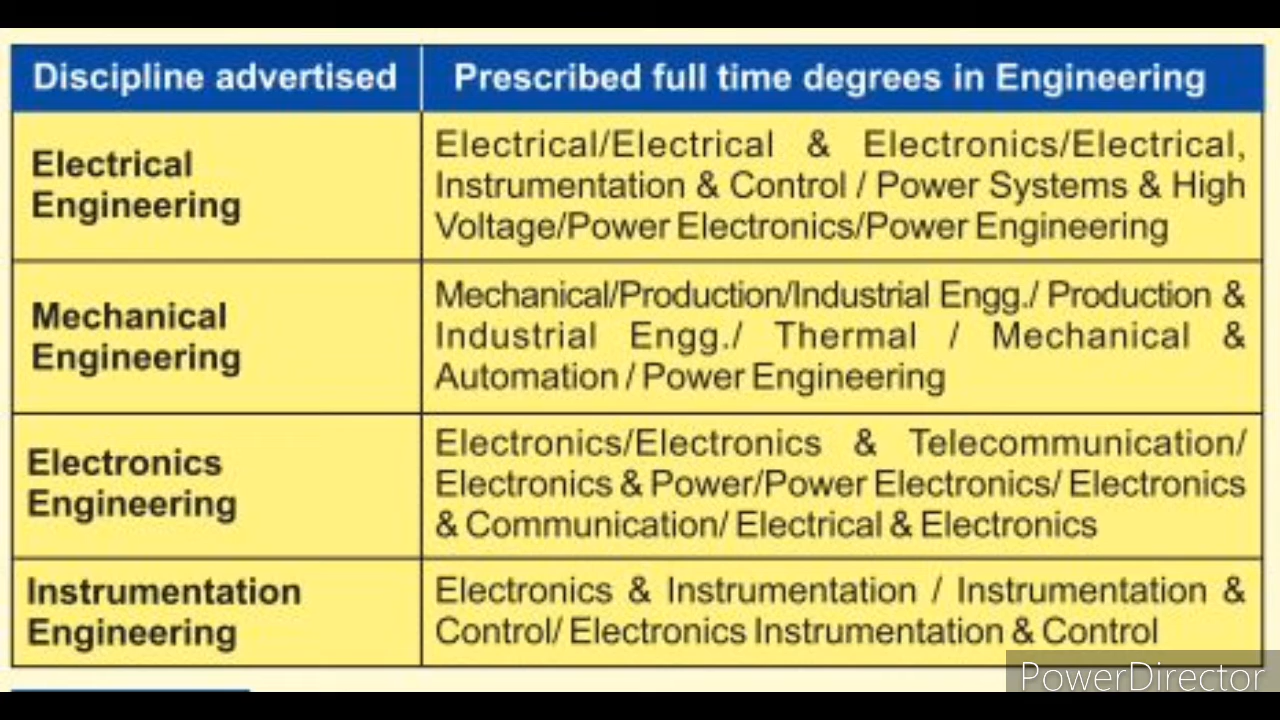 Discipline advertised
Prescribed full time degrees in Engineering
Electrical
Engineering
Electrical/Electrical & Electronics/Electrical,
Instrumentation & Control / Power Systems & High
Voltage/Power Electronics/Power Engineering
Mechanical
Engineering
Mechanical/Production/Industrial Engg./ Production &
Industrial Engg./ Thermal / Mechanical &
Automation / Power Engineering
Electronics
Engineering
Electronics/Electronics & Telecommunication/
Electronics & Power/Power Electronics/ Electronics
& Communication/ Electrical & Electronics
Instrumentation
Engineering
Electronics & Instrumentation / Instrumentation &
Control/ Electronics Instrumentation & Control
PowerDirector